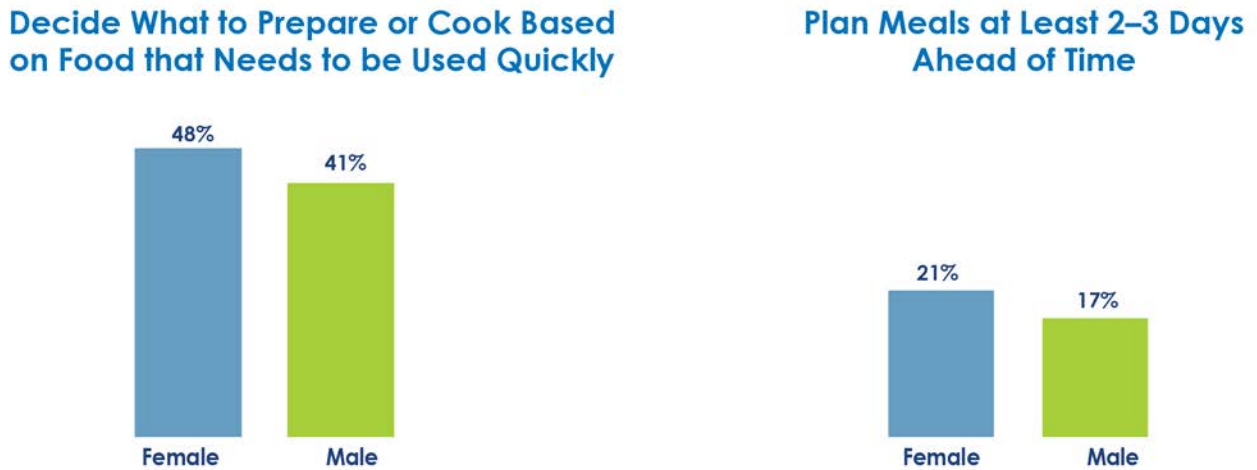 Decide What to Prepare or Cook Based
on Food that Needs to be Used Quickly
48%
41%
Female
Male
Plan Meals at Least 2–3 Days
Ahead of Time
21%
17%
Female
Male